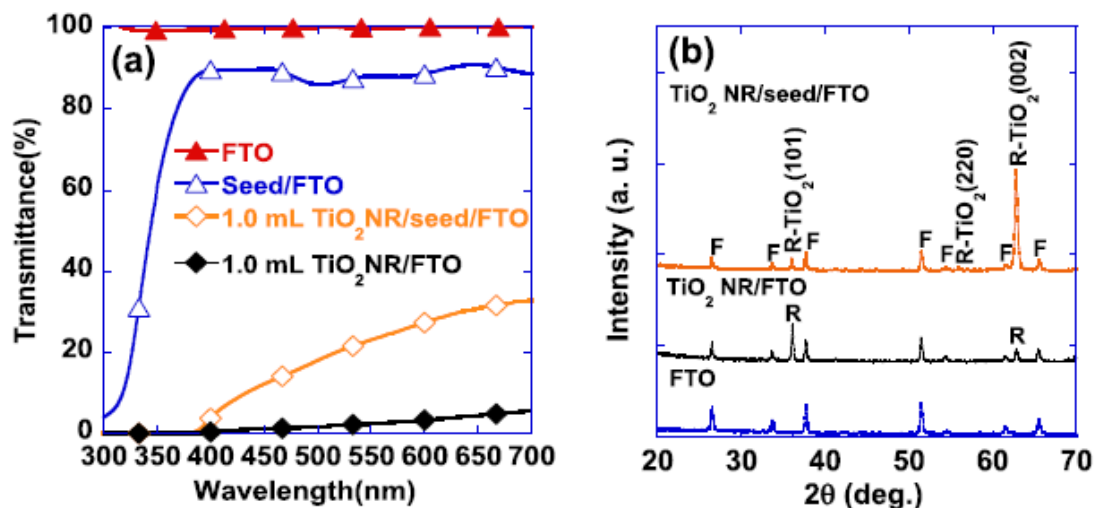 (a)
Transmittance(%)
100
80
60
40
20
0
FTO
Seed/FTO
1.0 mL TiO₂NR/seed/FTO
1.0 mL TiO₂NR/FTO
300 350 400 450 500 550 600 650 700
Wavelength(nm)
(b)
Intensity (a. u.)
TiO₂ NR/seed/FTO
F
F
R-TiO₂(101)
F
F
F
R-TiO₂(220)
F
R-TiO₂(002)
F
TiO₂ NR/FTO
R
R
FTO
20 30 40 50 60 70
2θ (deg.)